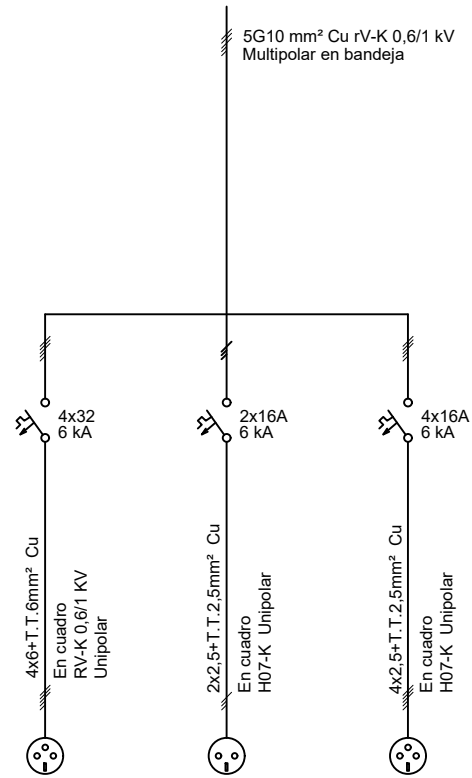 5G10 mm² Cu rV-K 0,6/1 kV
Multipolar en bandeja
4x32
6 kA
2x16A
6 kA
4x16A
6 kA
4x6+T.T.6mm² Cu
En cuadro
RV-K 0,6/1 KV
Unipolar
2x2,5+T.T.2,5mm² Cu
En cuadro
H07-K Unipolar
4x2,5+T.T.2,5mm² Cu
En cuadro
H07-K Unipolar